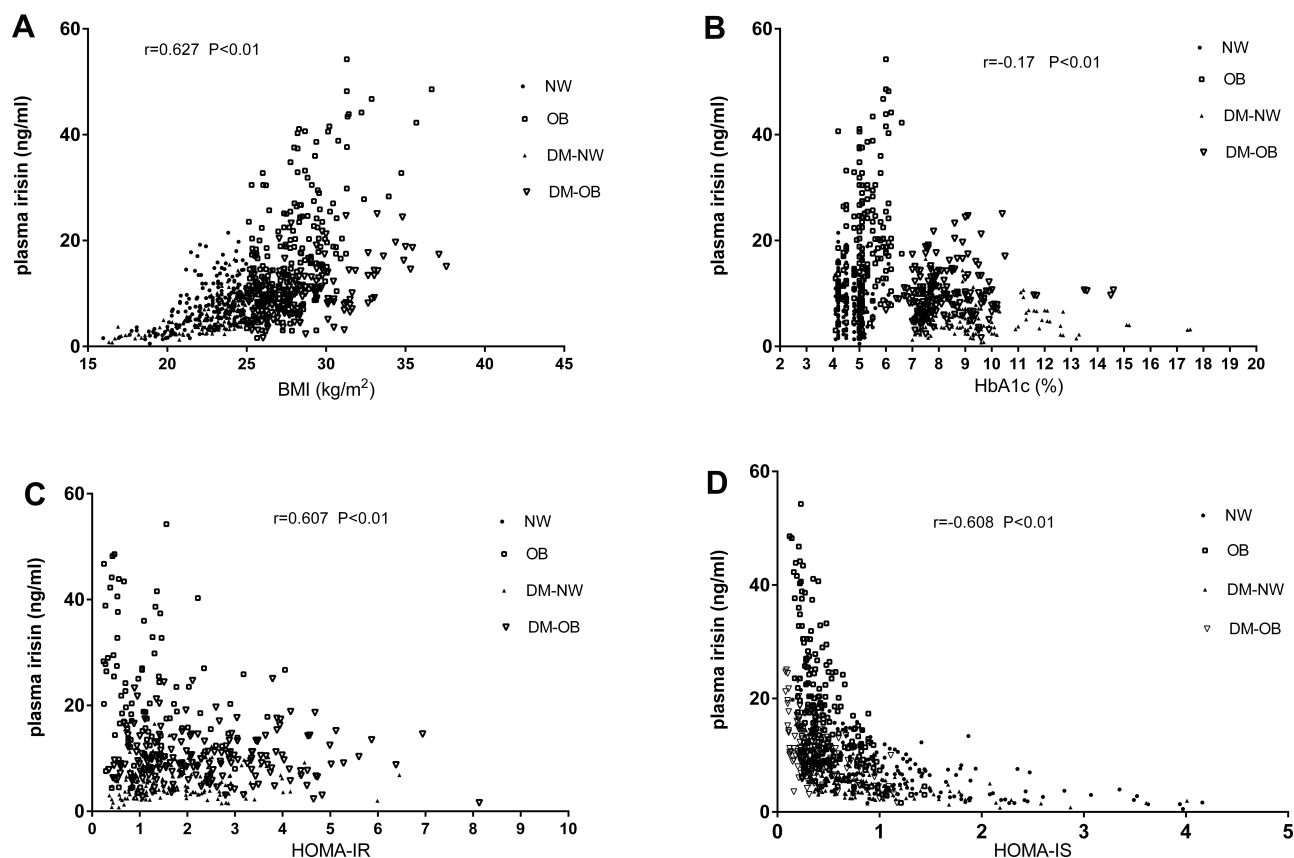 A
60
40
20
0
plasma irisin (ng/ml)
r=0.627 P<0.01
NW
OB
DM-NW
DM-OB
15 20 25 30 35 40 45
BMI (kg/m²)
B
60
40
20
0
plasma irisin (ng/ml)
r=-0.17 P<0.01
NW
OB
DM-NW
DM-OB
2 3 4 5 6 7 8 9 10 11 12 13 14 15 16 17 18 19 20
HbA1c (%)
C
60
40
20
0
plasma irisin (ng/ml)
r=0.607 P<0.01
NW
OB
DM-NW
DM-OB
0 1 2 3 4 5 6 7 8 9 10
HOMA-IR
D
60
40
20
0
plasma irisin (ng/ml)
r=-0.608 P<0.01
NW
OB
DM-NW
DM-OB
0 1 2 3 4 5
HOMA-IS